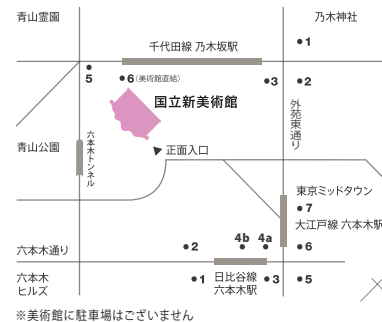 青山霊園
乃木神社
千代田線 乃木坂駅
1
5
6(美術館直結)
3
2
国立新美術館
外苑東通り
青山公園
六本木トンネル
正面入口
東京ミッドタウン
7
大江戸線 六本木駅
六本木通り
2
4b
4a
6
六本木
ヒルズ
1
日比谷線
六本木駅
3
5
※美術館に駐車場はございません